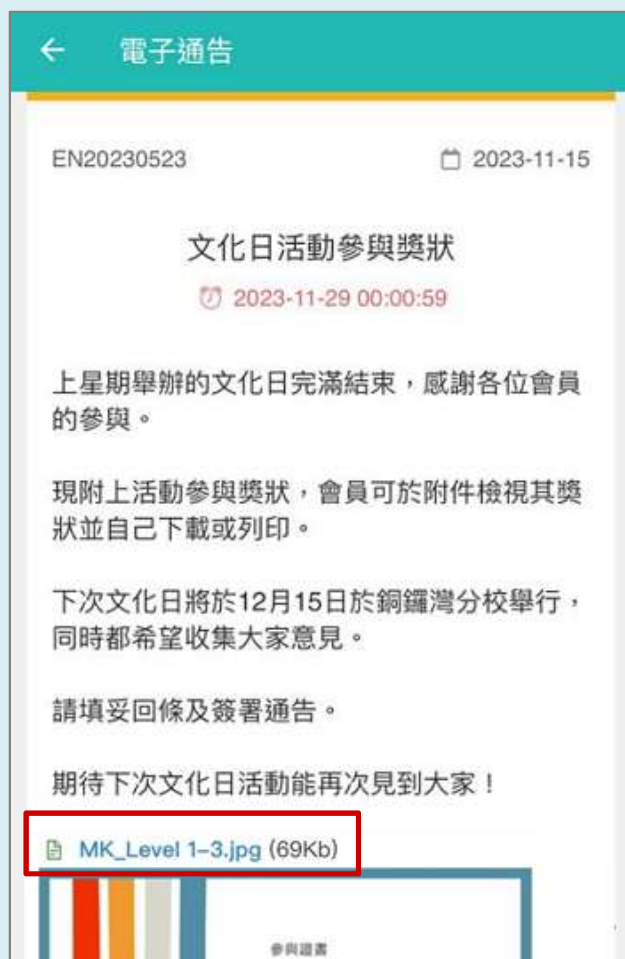 電子通告
EN20230523
2023-11-15
文化日活動參與獎狀
2023-11-29 00:00:59
上星期舉辦的文化日完滿結束，感謝各位會員
的參與。
現附上活動參與獎狀，會員可於附件檢視其獎
狀並自己下載或列印。
下次文化日將於12月15日於銅鑼灣分校舉行，
同時都希望收集大家意見。
請填妥回條及簽署通告。
期待下次文化日活動能再次見到大家！
MK_Level 1–3.jpg (69Kb)
參與證書